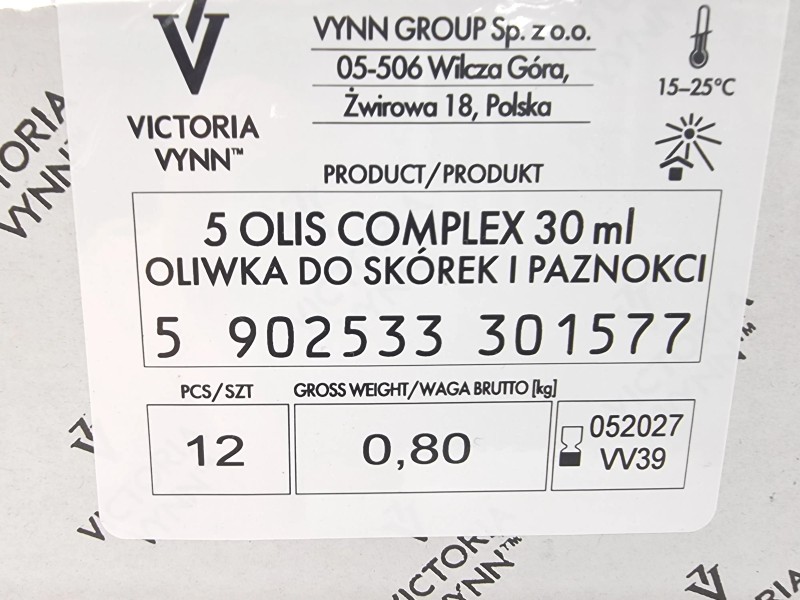 VICTORIA
VYNN™
VYNN GROUP Sp. z o.o.
05-506 Wilcza Góra,
Żwirowa 18, Polska
15–25°C
PRODUCT/PRODUKT
5 OLIS COMPLEX 30 ml
OLIWKA DO SKÓREK I PAZNOKCI
5 902533 301577
PCS/SZT
12
GROSS WEIGHT/WAGA BRUTTO [kg]
0,80
052027
VV39
VICTORIA
VYNN™